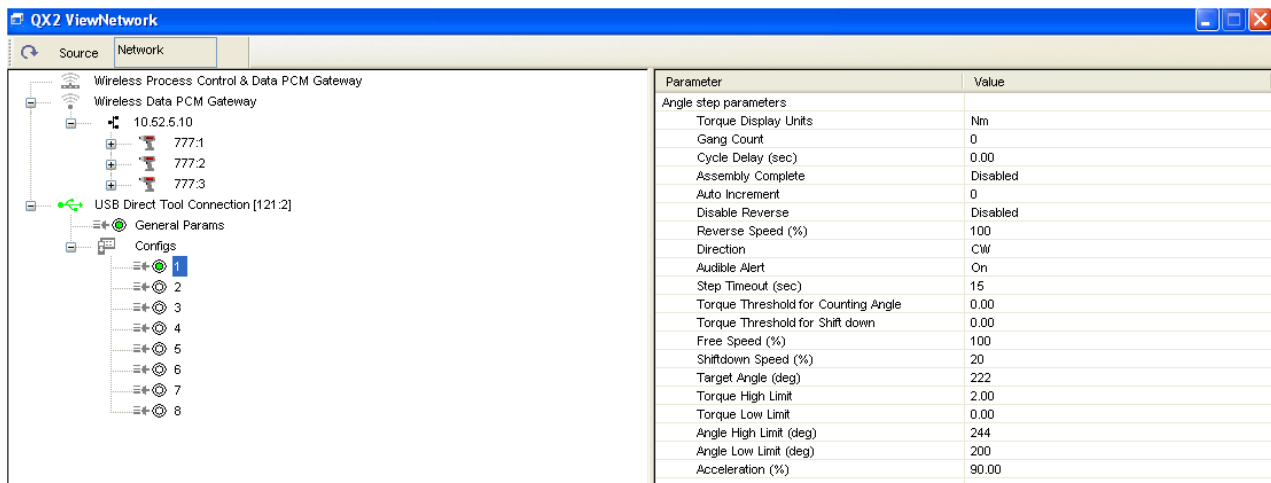 QX2 ViewNetwork
Source Network
Wireless Process Control & Data PCM Gateway
Wireless Data PCM Gateway
10.52.5.10
777:1
777:2
777:3
USB Direct Tool Connection [121:2]
General Params
Configs
1
2
3
4
5
6
7
8
Parameter Value
Angle step parameters
Torque Display Units Nm
Gang Count 0
Cycle Delay (sec) 0.00
Assembly Complete Disabled
Auto Increment 0
Disable Reverse Disabled
Reverse Speed (%) 100
Direction CW
Audible Alert On
Step Timeout (sec) 15
Torque Threshold for Counting Angle 0.00
Torque Threshold for Shift down 0.00
Free Speed (%) 100
Shiftdown Speed (%) 20
Target Angle (deg) 222
Torque High Limit 2.00
Torque Low Limit 0.00
Angle High Limit (deg) 244
Angle Low Limit (deg) 200
Acceleration (%) 90.00